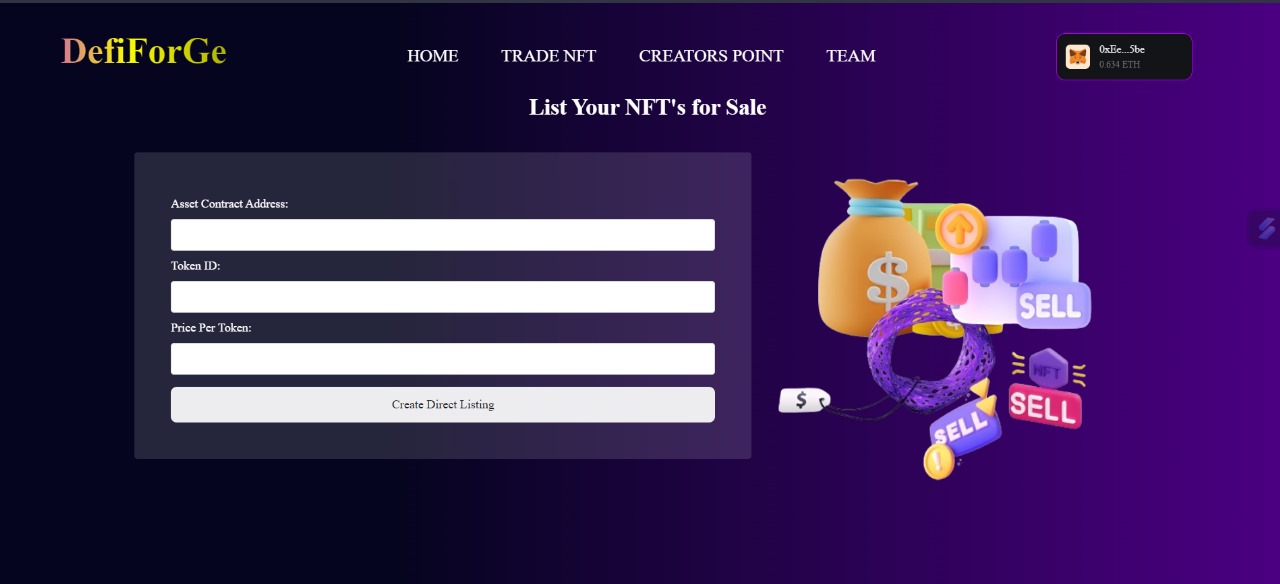 DefiForGe
HOME TRADE NFT CREATORS POINT TEAM
0xEe...5be
0.634 ETH
List Your NFT's for Sale
Asset Contract Address:
Token ID:
Price Per Token:
Create Direct Listing
$
SELL
$
NFT
SELL
SELL
$
!